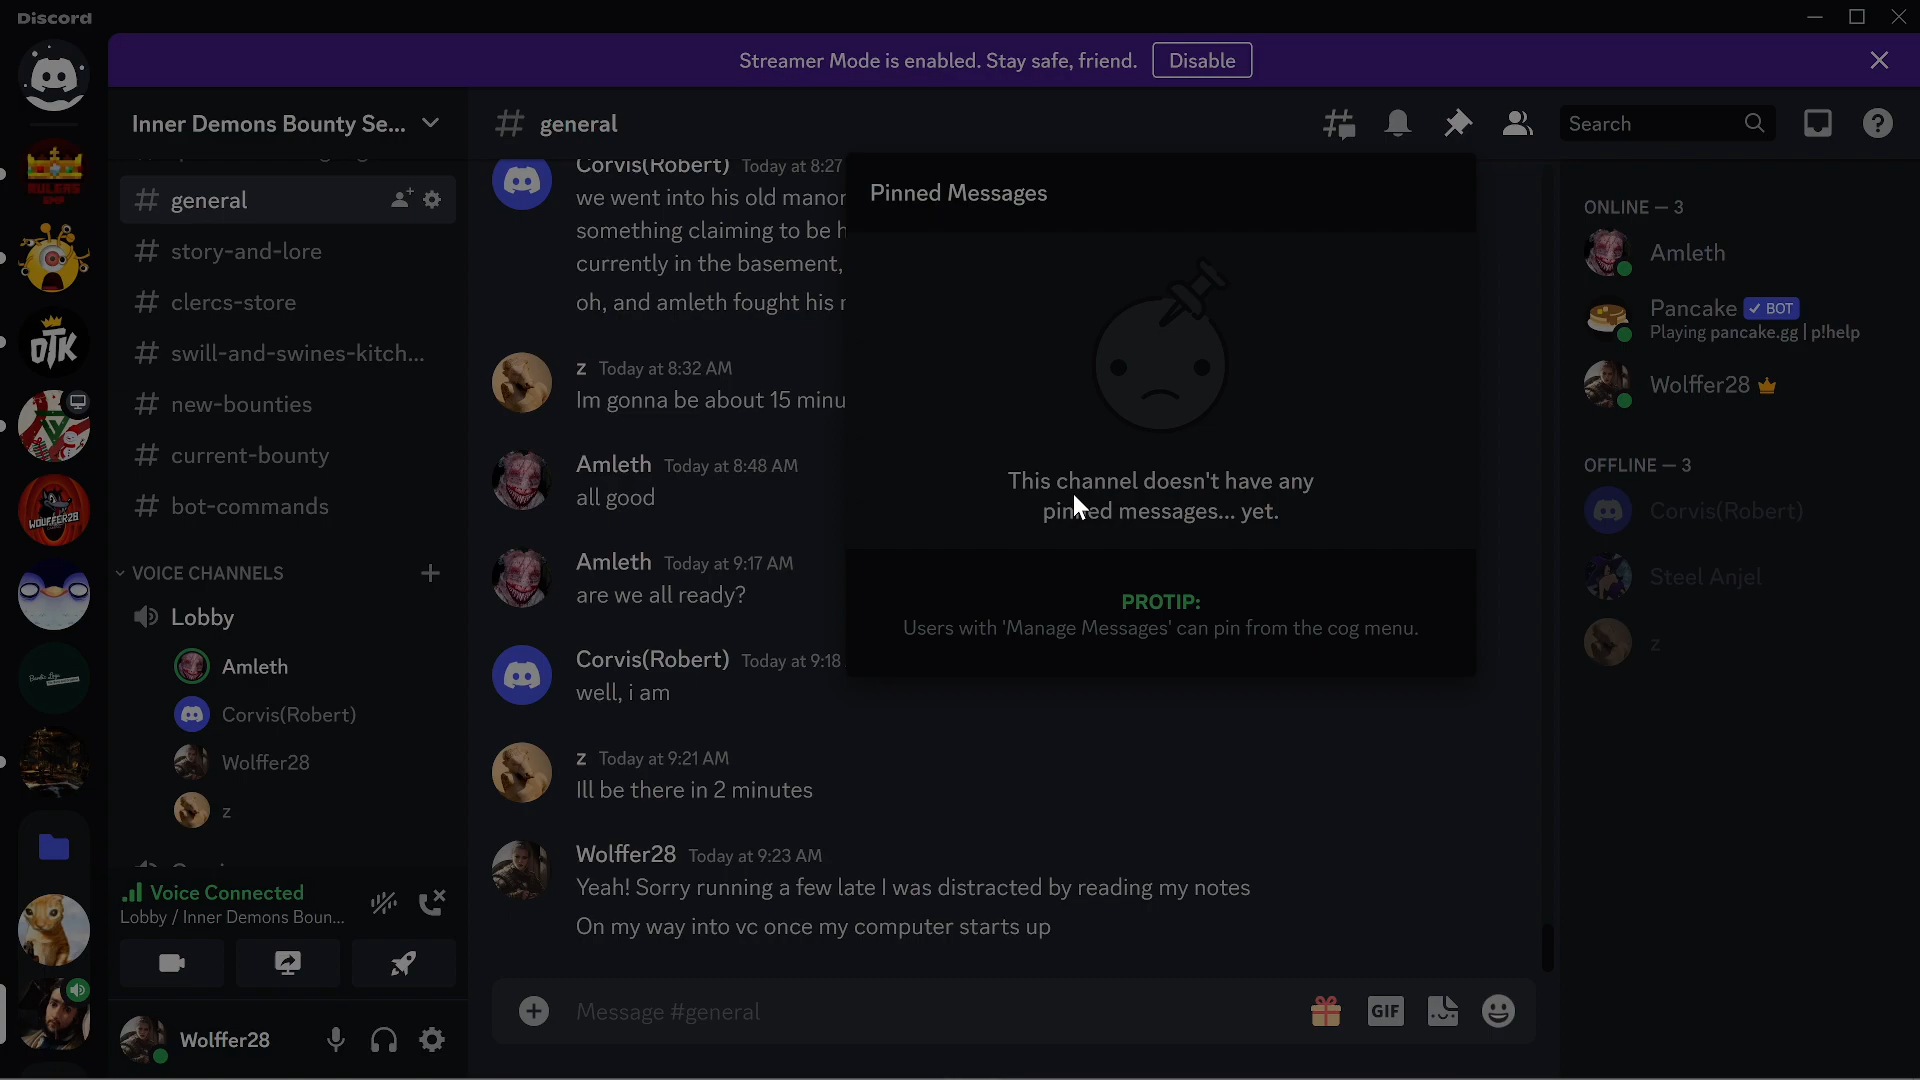 Discord
Streamer Mode is enabled. Stay safe, friend.
Disable
Inner Demons Bounty Se...
general
story-and-lore
clercs-store
swill-and-swines-kitch...
new-bounties
current-bounty
bot-commands
VOICE CHANNELS
Lobby
Amleth
Corvis(Robert)
Wolffer28
z
Voice Connected
Lobby / Inner Demons Boun...
Wolffer28
# general
Search
Corvis(Robert) Today at 8:27
we went into his old manor
something claiming to be h
currently in the basement,
oh, and amleth fought his
z Today at 8:32 AM
Im gonna be about 15 minu
Amleth Today at 8:48 AM
all good
Amleth Today at 9:17 AM
are we all ready?
Corvis(Robert) Today at 9:18
well, i am
z Today at 9:21 AM
Ill be there in 2 minutes
Wolffer28 Today at 9:23 AM
Yeah! Sorry running a few late I was distracted by reading my notes
On my way into vc once my computer starts up
Message #general
GIF
Pinned Messages
This channel doesn't have any
pinned messages... yet.
PROTIP:
Users with 'Manage Messages' can pin from the cog menu.
ONLINE — 3
Amleth
Pancake ✓ BOT
Playing pancake.gg | p!help
Wolffer28
OFFLINE — 3
Corvis(Robert)
Steel Anjel
z
RULERS
SMP
DTK
WOLFFER28